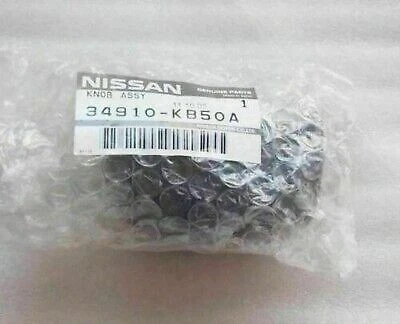 NISSAN GENUINE PARTS
KNOB ASSY
1
34910-KB50A